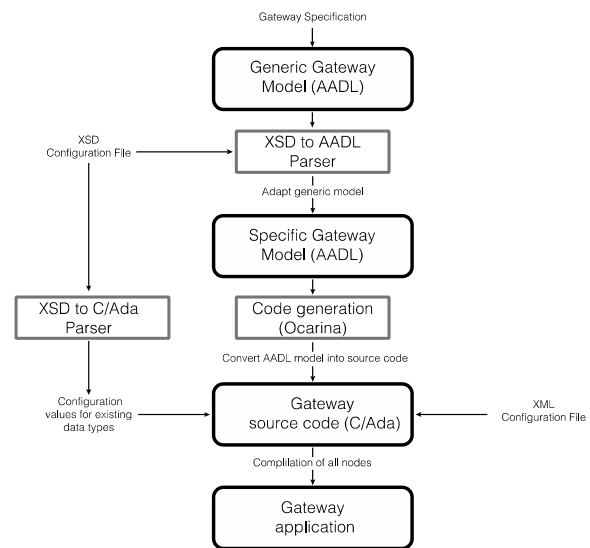 Gateway Specification
Generic Gateway
Model (AADL)
XSD
Configuration File
XSD to AADL
Parser
Adapt generic model
Specific Gateway
Model (AADL)
XSD to C/Ada
Parser
Code generation
(Ocarina)
Convert AADL model into source code
Configuration
values for existing
data types
Gateway
source code (C/Ada)
XML
Configuration File
Complilation of all nodes
Gateway
application